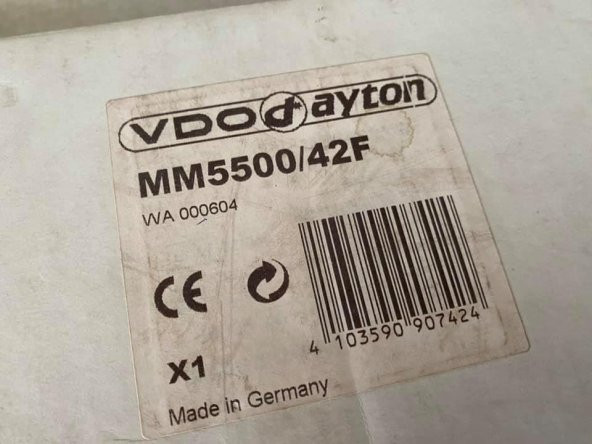 VDO dayton
MM5500/42F
WA 000604
CE
4 103590 907424
X1
Made in Germany